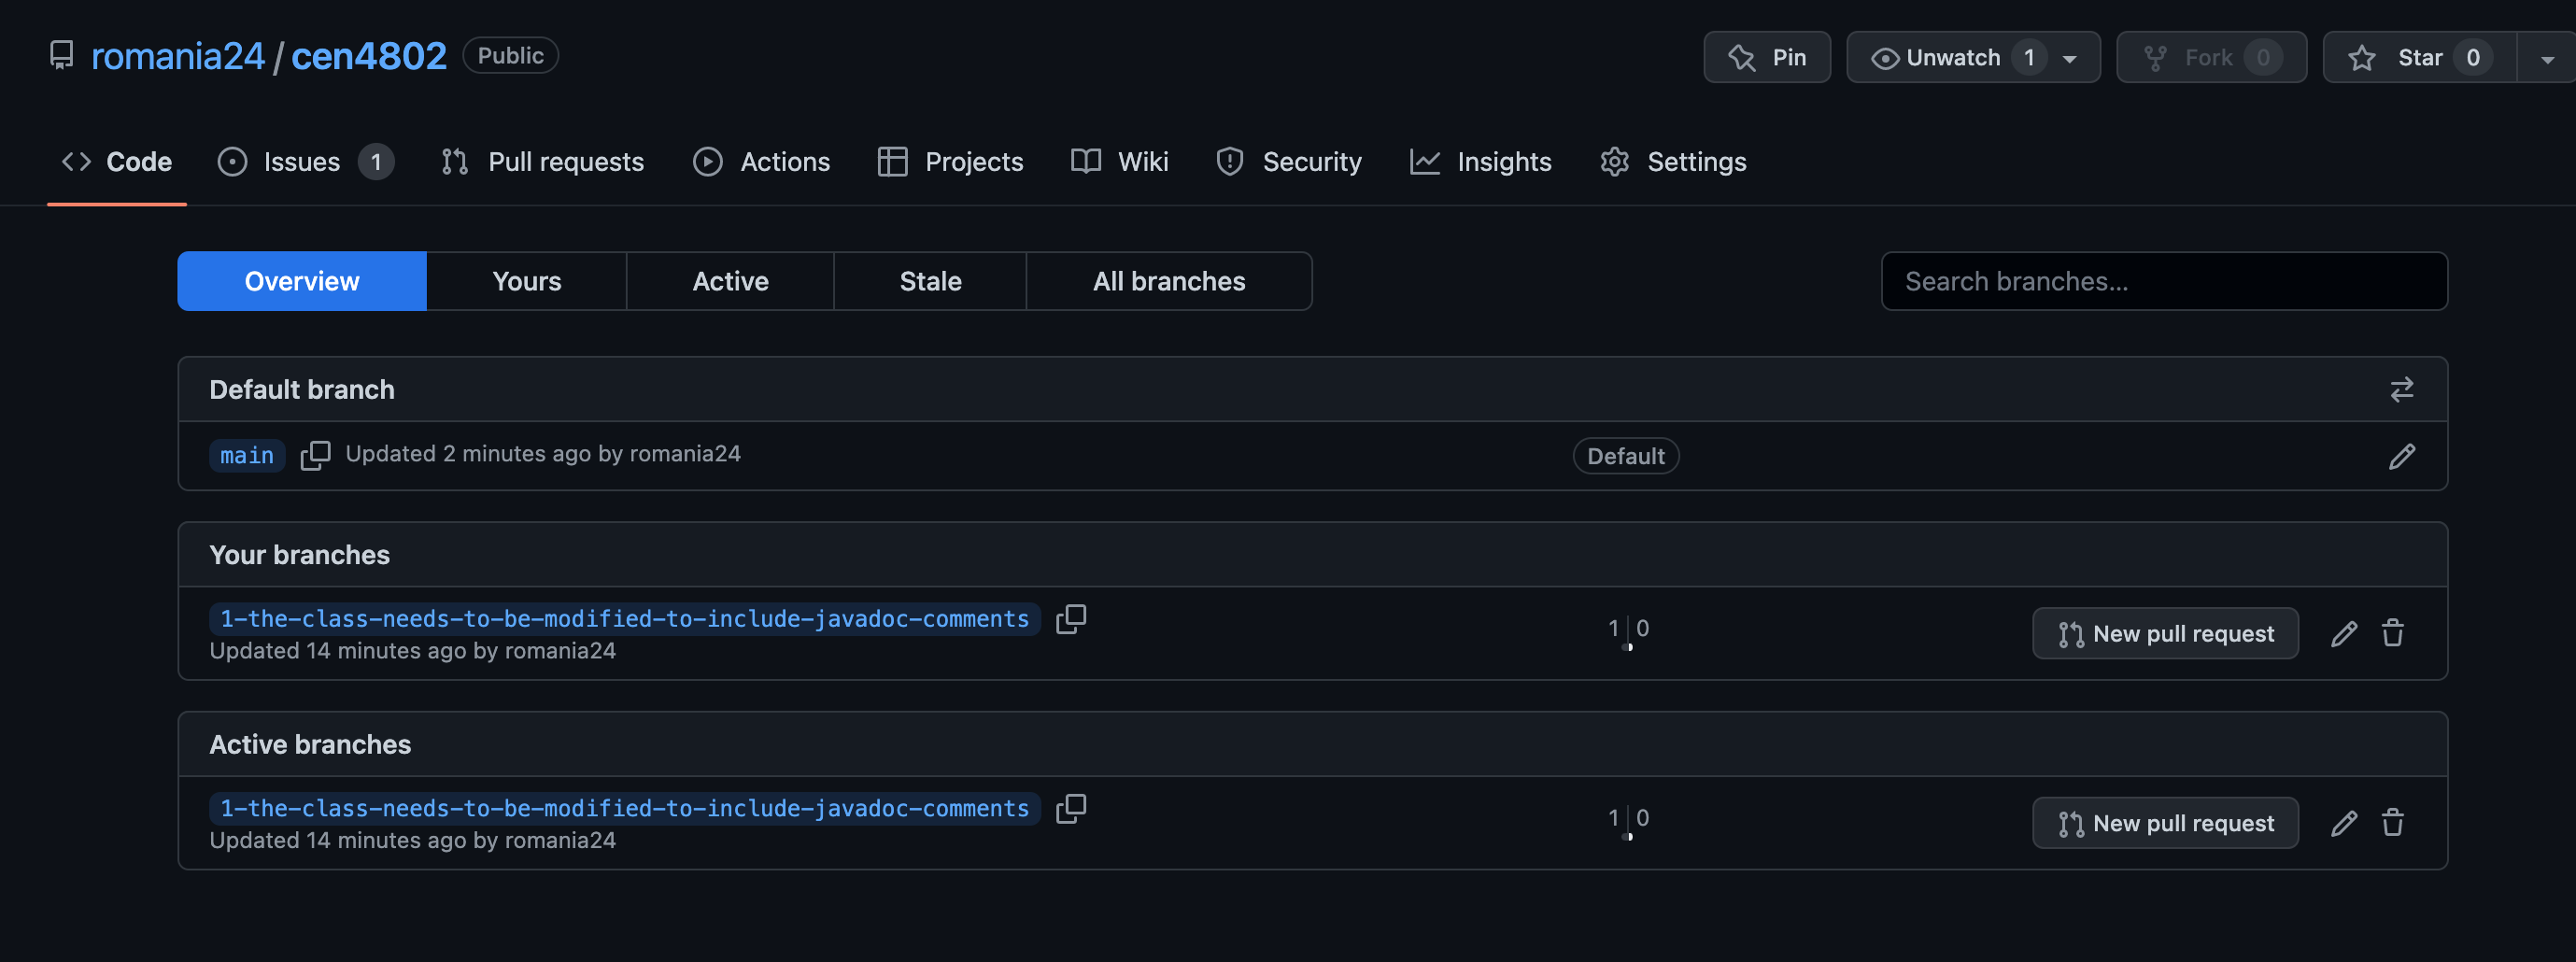 romania24 / cen4802 Public
Pin Unwatch 1 Fork 0 Star 0
Code Issues 1 Pull requests Actions Projects Wiki Security Insights Settings
Overview Yours Active Stale All branches Search branches...
Default branch
main Updated 2 minutes ago by romania24 Default
Your branches
1-the-class-needs-to-be-modified-to-include-javadoc-comments
Updated 14 minutes ago by romania24
1 0 New pull request
Active branches
1-the-class-needs-to-be-modified-to-include-javadoc-comments
Updated 14 minutes ago by romania24
1 0 New pull request